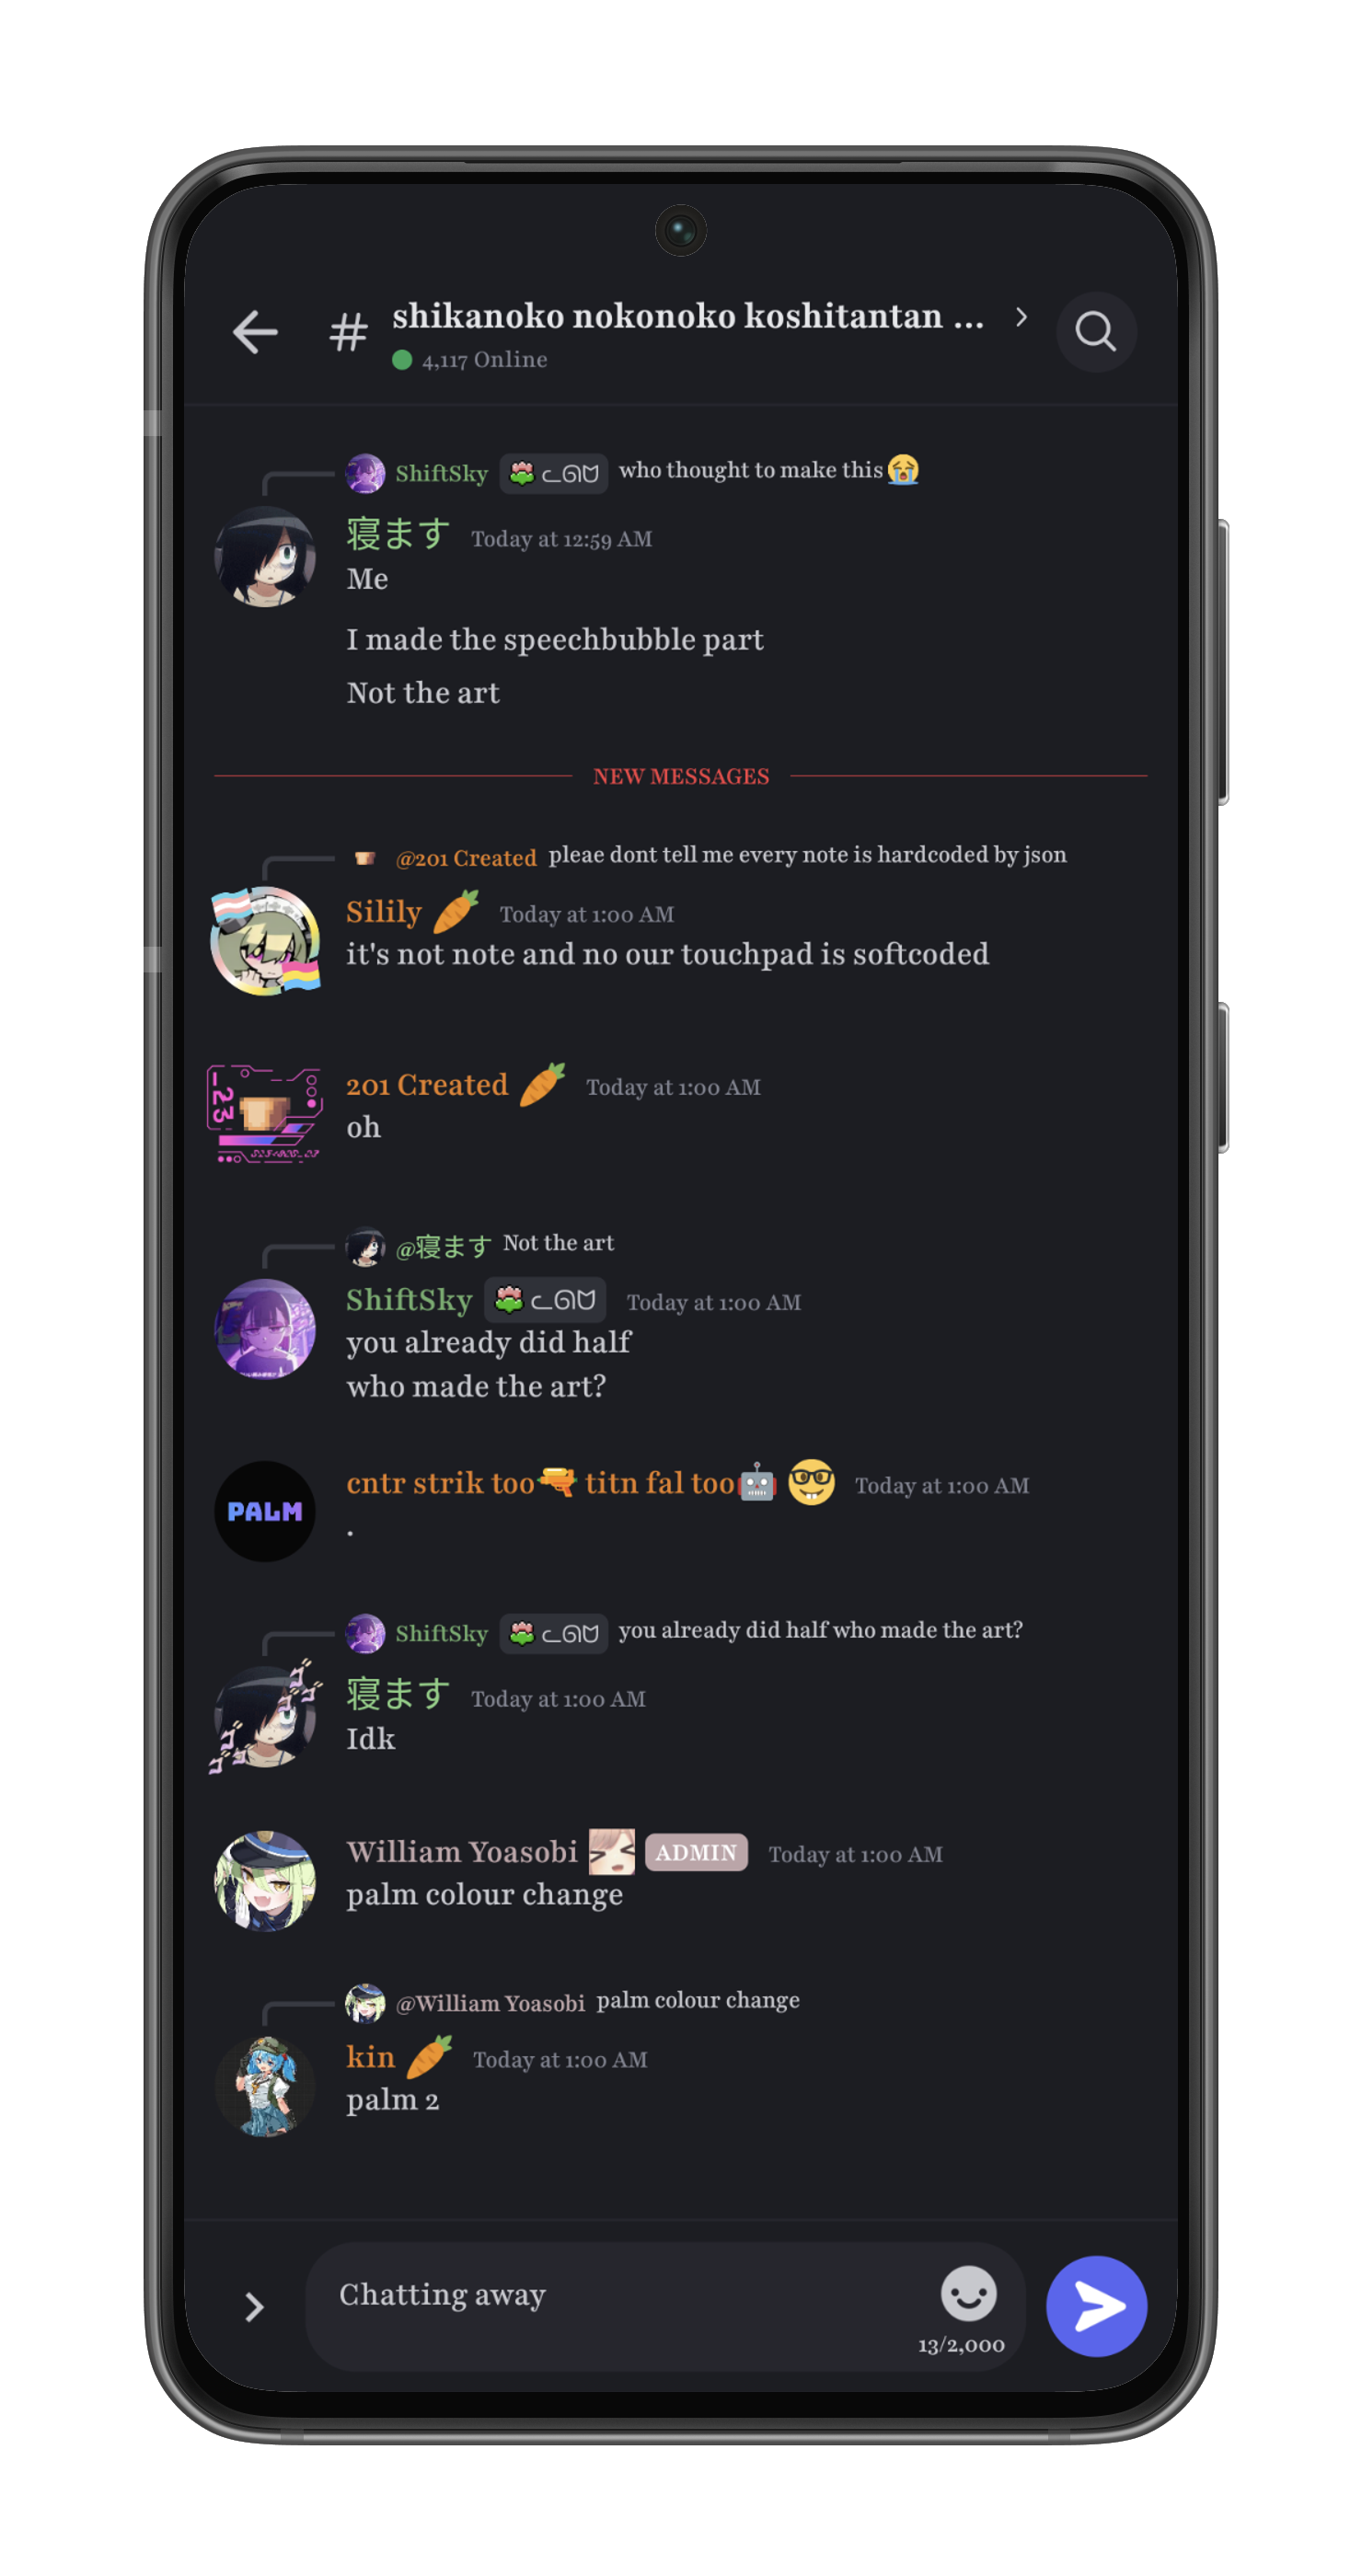 # shikanoko nokonoko koshitantan ...
4,117 Online
ShiftSky who thought to make this😭
寝ます Today at 12:59 AM
Me
I made the speechbubble part
Not the art
NEW MESSAGES
@201 Created pleae dont tell me every note is hardcoded by json
Silily 🥕 Today at 1:00 AM
it's not note and no our touchpad is softcoded
_23
201 Created 🥕 Today at 1:00 AM
oh
@寝ます Not the art
ShiftSky Today at 1:00 AM
you already did half
who made the art?
PALM
cntr strik too🔫 titn fal too🤖 🤓 Today at 1:00 AM
.
ShiftSky you already did half who made the art?
寝ます Today at 1:00 AM
Idk
William Yoasobi ADMIN Today at 1:00 AM
palm colour change
@William Yoasobi palm colour change
kin 🥕 Today at 1:00 AM
palm 2
Chatting away
13/2,000